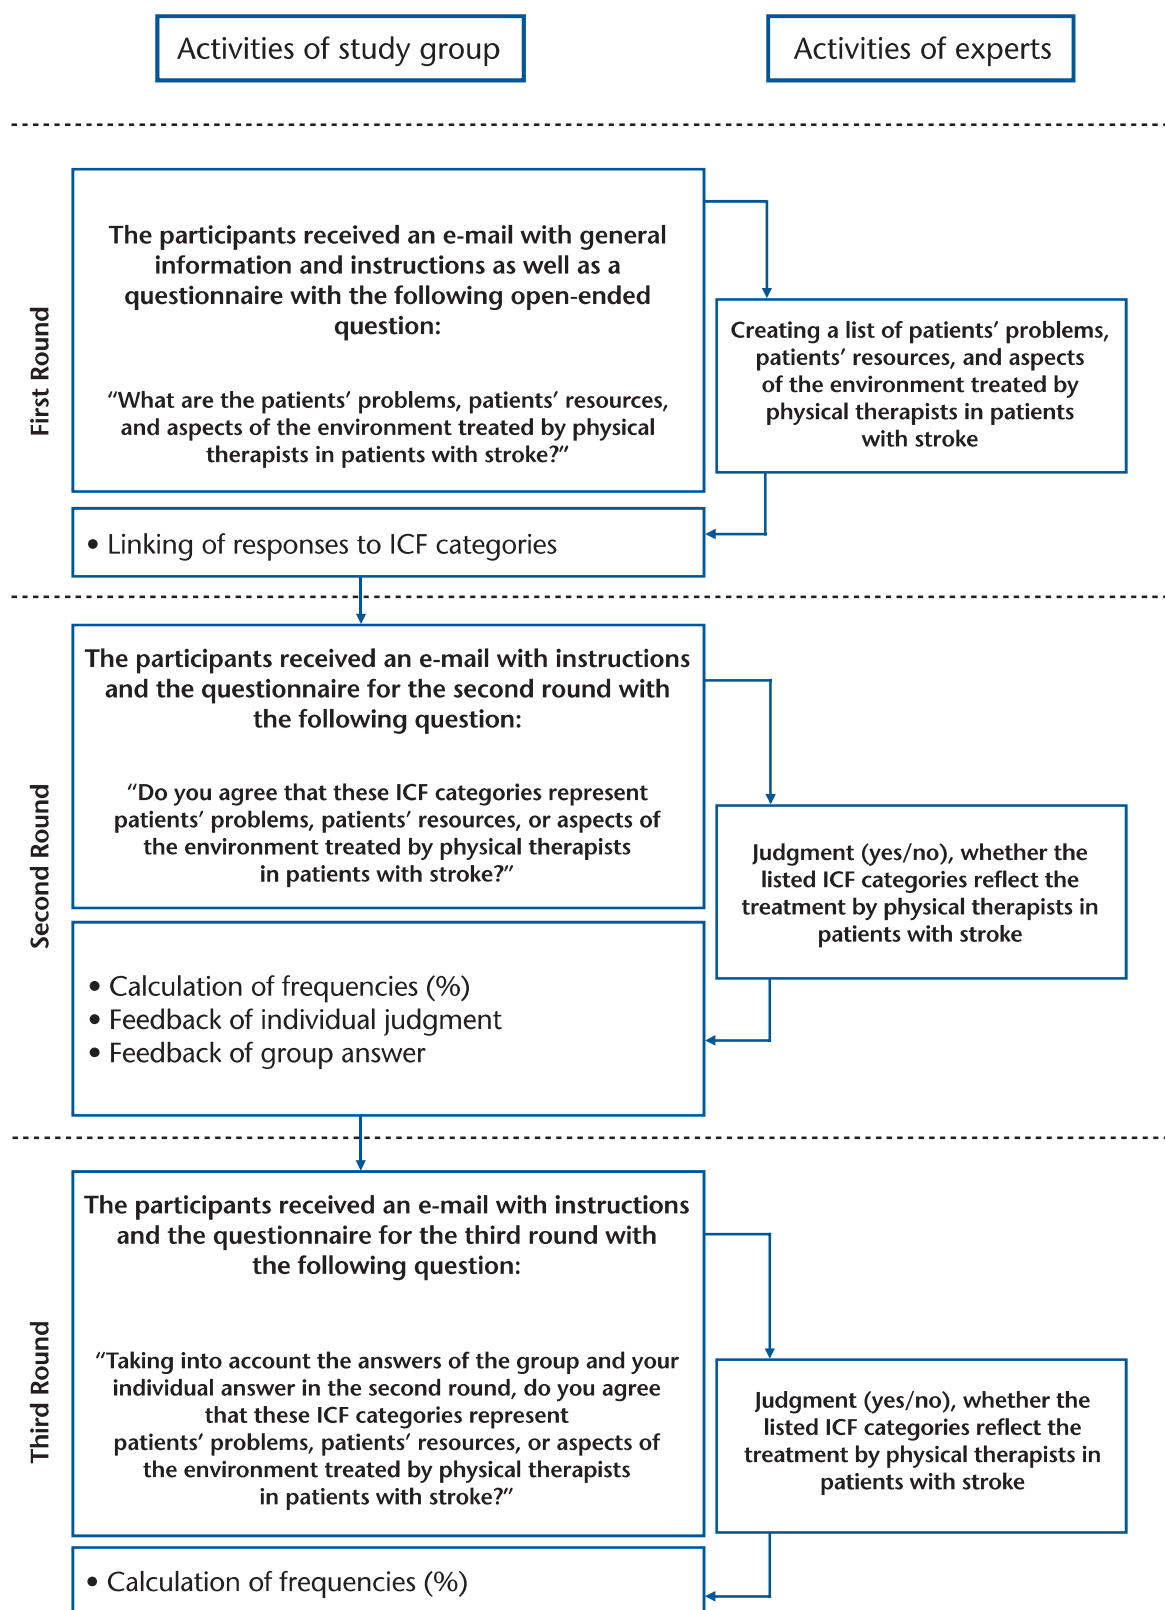 Activities of study group
Activities of experts
First Round
The participants received an e-mail with general
information and instructions as well as a
questionnaire with the following open-ended
question:
“What are the patients’ problems, patients’ resources,
and aspects of the environment treated by physical
therapists in patients with stroke?”
Creating a list of patients’ problems,
patients’ resources, and aspects
of the environment treated by
physical therapists in patients
with stroke
• Linking of responses to ICF categories
Second Round
The participants received an e-mail with instructions
and the questionnaire for the second round with
the following question:
“Do you agree that these ICF categories represent
patients’ problems, patients’ resources, or aspects of
the environment treated by physical therapists
in patients with stroke?”
Judgment (yes/no), whether the
listed ICF categories reflect the
treatment by physical therapists in
patients with stroke
• Calculation of frequencies (%)
• Feedback of individual judgment
• Feedback of group answer
Third Round
The participants received an e-mail with instructions
and the questionnaire for the third round with
the following question:
“Taking into account the answers of the group and your
individual answer in the second round, do you agree
that these ICF categories represent
patients’ problems, patients’ resources, or aspects of
the environment treated by physical therapists
in patients with stroke?”
Judgment (yes/no), whether the
listed ICF categories reflect the
treatment by physical therapists in
patients with stroke
• Calculation of frequencies (%)